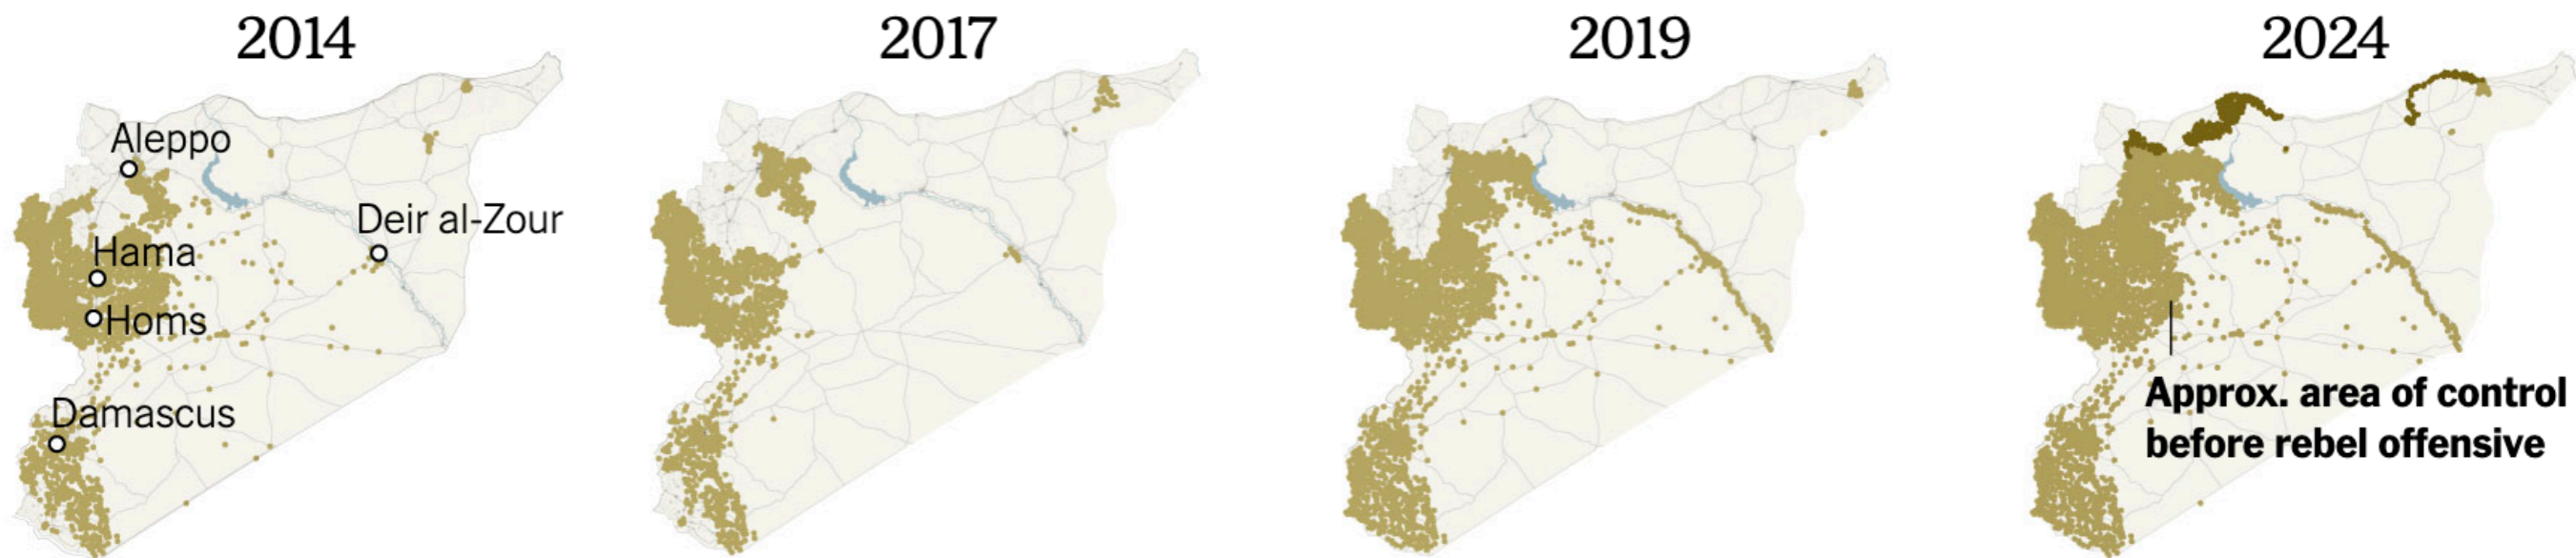 2014
2017
2019
2024
Aleppo
Deir al-Zour
Hama
Homs
Damascus
Approx. area of control
before rebel offensive